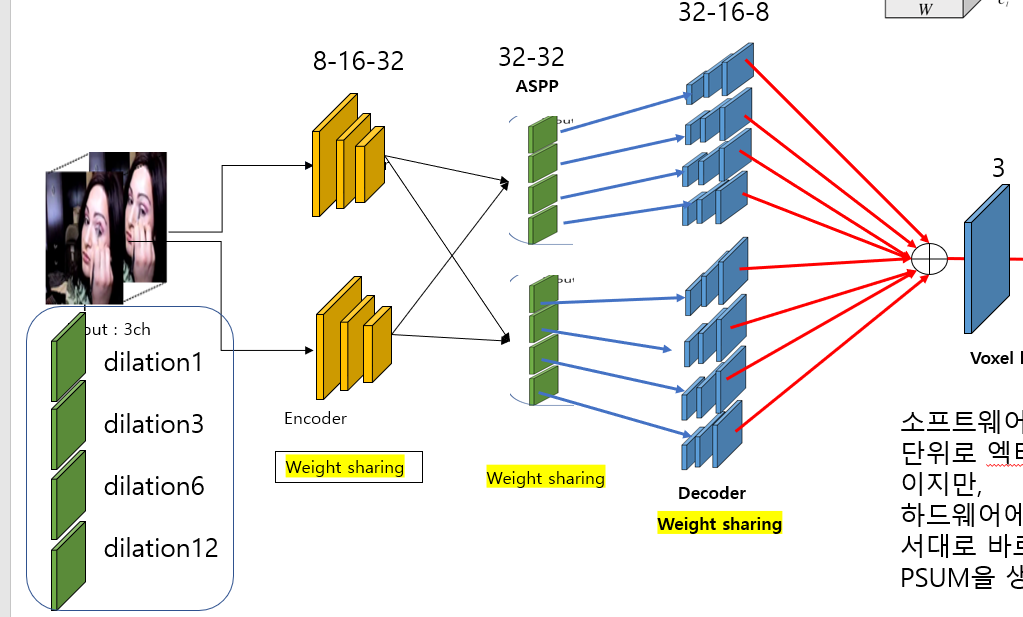 32-16-8
W
8-16-32
32-32
ASPP
3
out : 3ch
dilation1
dilation3
dilation6
dilation12
Encoder
Weight sharing
Weight sharing
Decoder
Weight sharing
Voxel
소프트웨어
단위로
이지만,
하드웨어에
서대로
PSUM을